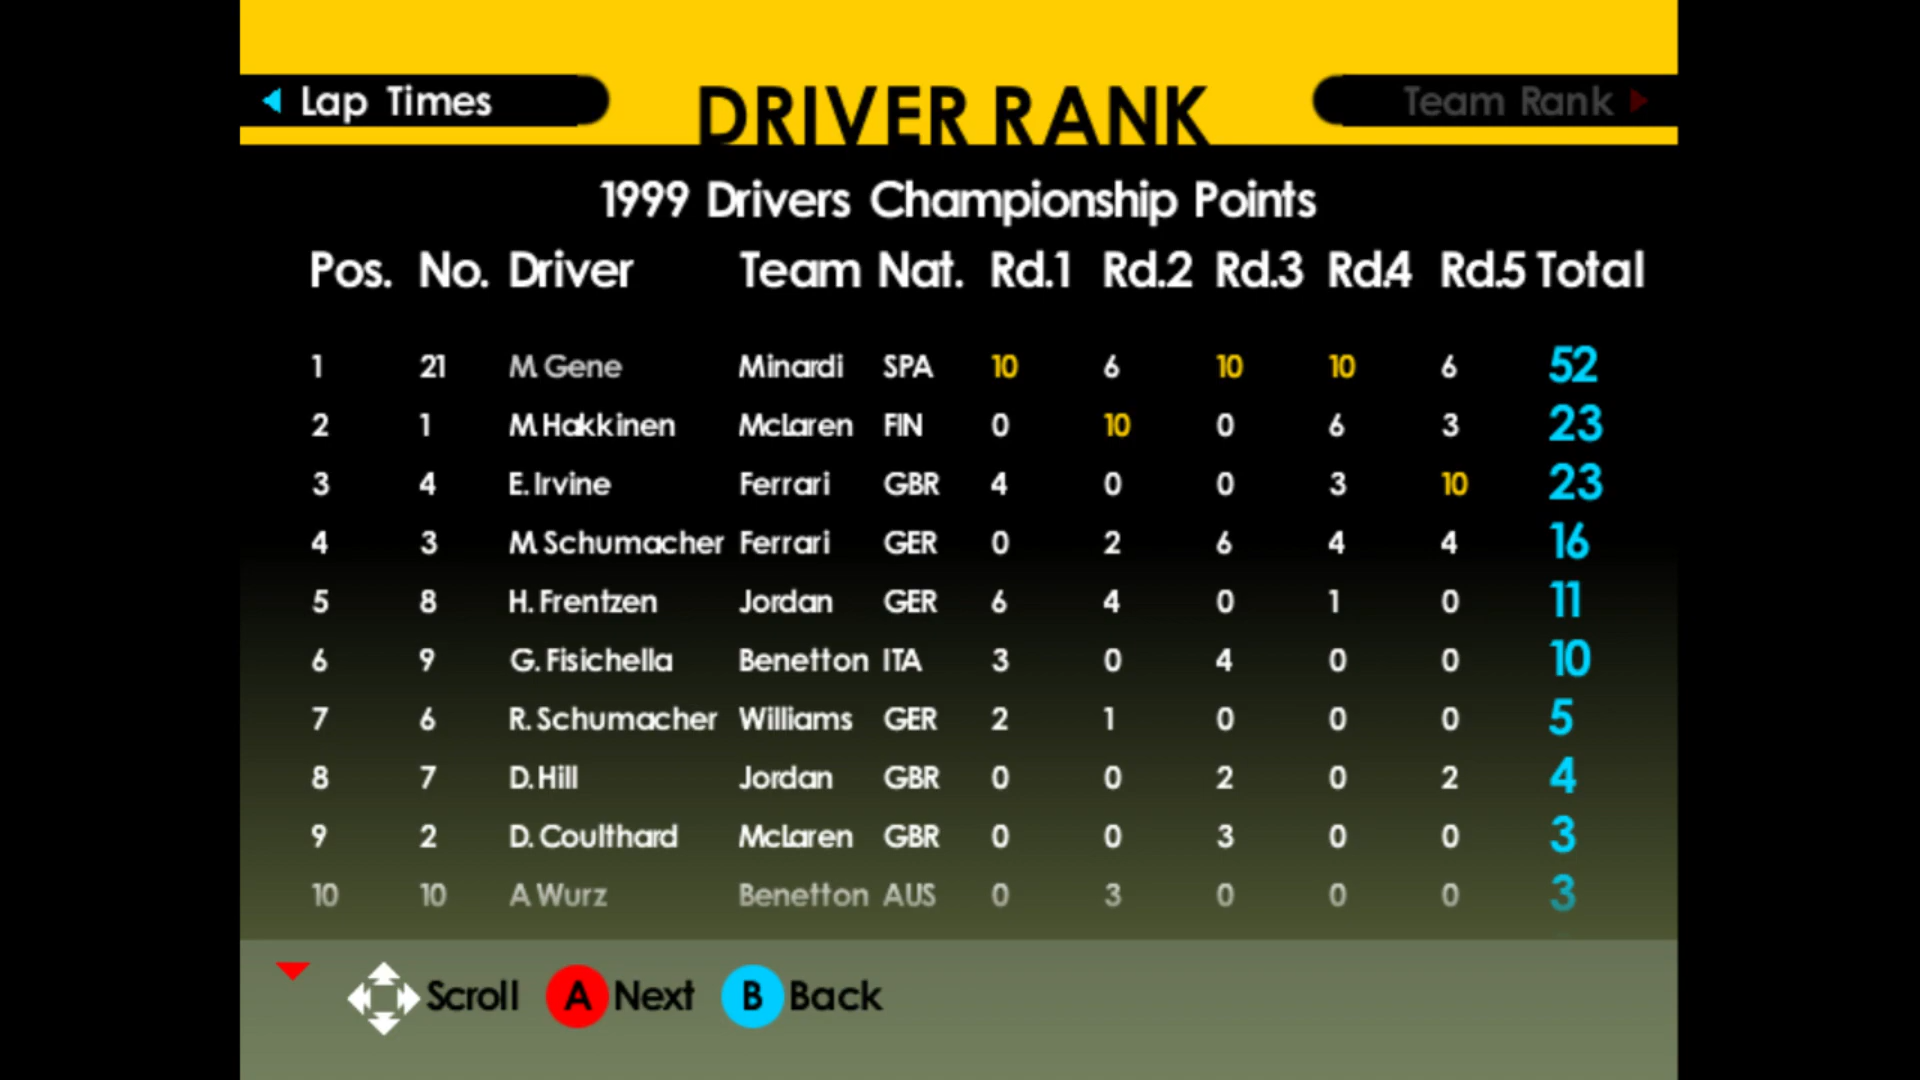 Lap Times
DRIVER RANK
Team Rank
1999 Drivers Championship Points
Pos. No. Driver Team Nat. Rd.1 Rd.2 Rd.3 Rd.4 Rd.5 Total
1 21 M. Gene Minardi SPA 10 6 10 10 6 52
2 1 M. Hakkinen McLaren FIN 0 10 0 6 3 23
3 4 E. Irvine Ferrari GBR 4 0 0 3 10 23
4 3 M. Schumacher Ferrari GER 0 2 6 4 4 16
5 8 H. Frentzen Jordan GER 6 4 0 1 0 11
6 9 G. Fisichella Benetton ITA 3 0 4 0 0 10
7 6 R. Schumacher Williams GER 2 1 0 0 0 5
8 7 D. Hill Jordan GBR 0 0 2 0 2 4
9 2 D. Coulthard McLaren GBR 0 0 3 0 0 3
10 10 A Wurz Benetton AUS 0 3 0 0 0 3
Scroll A Next B Back